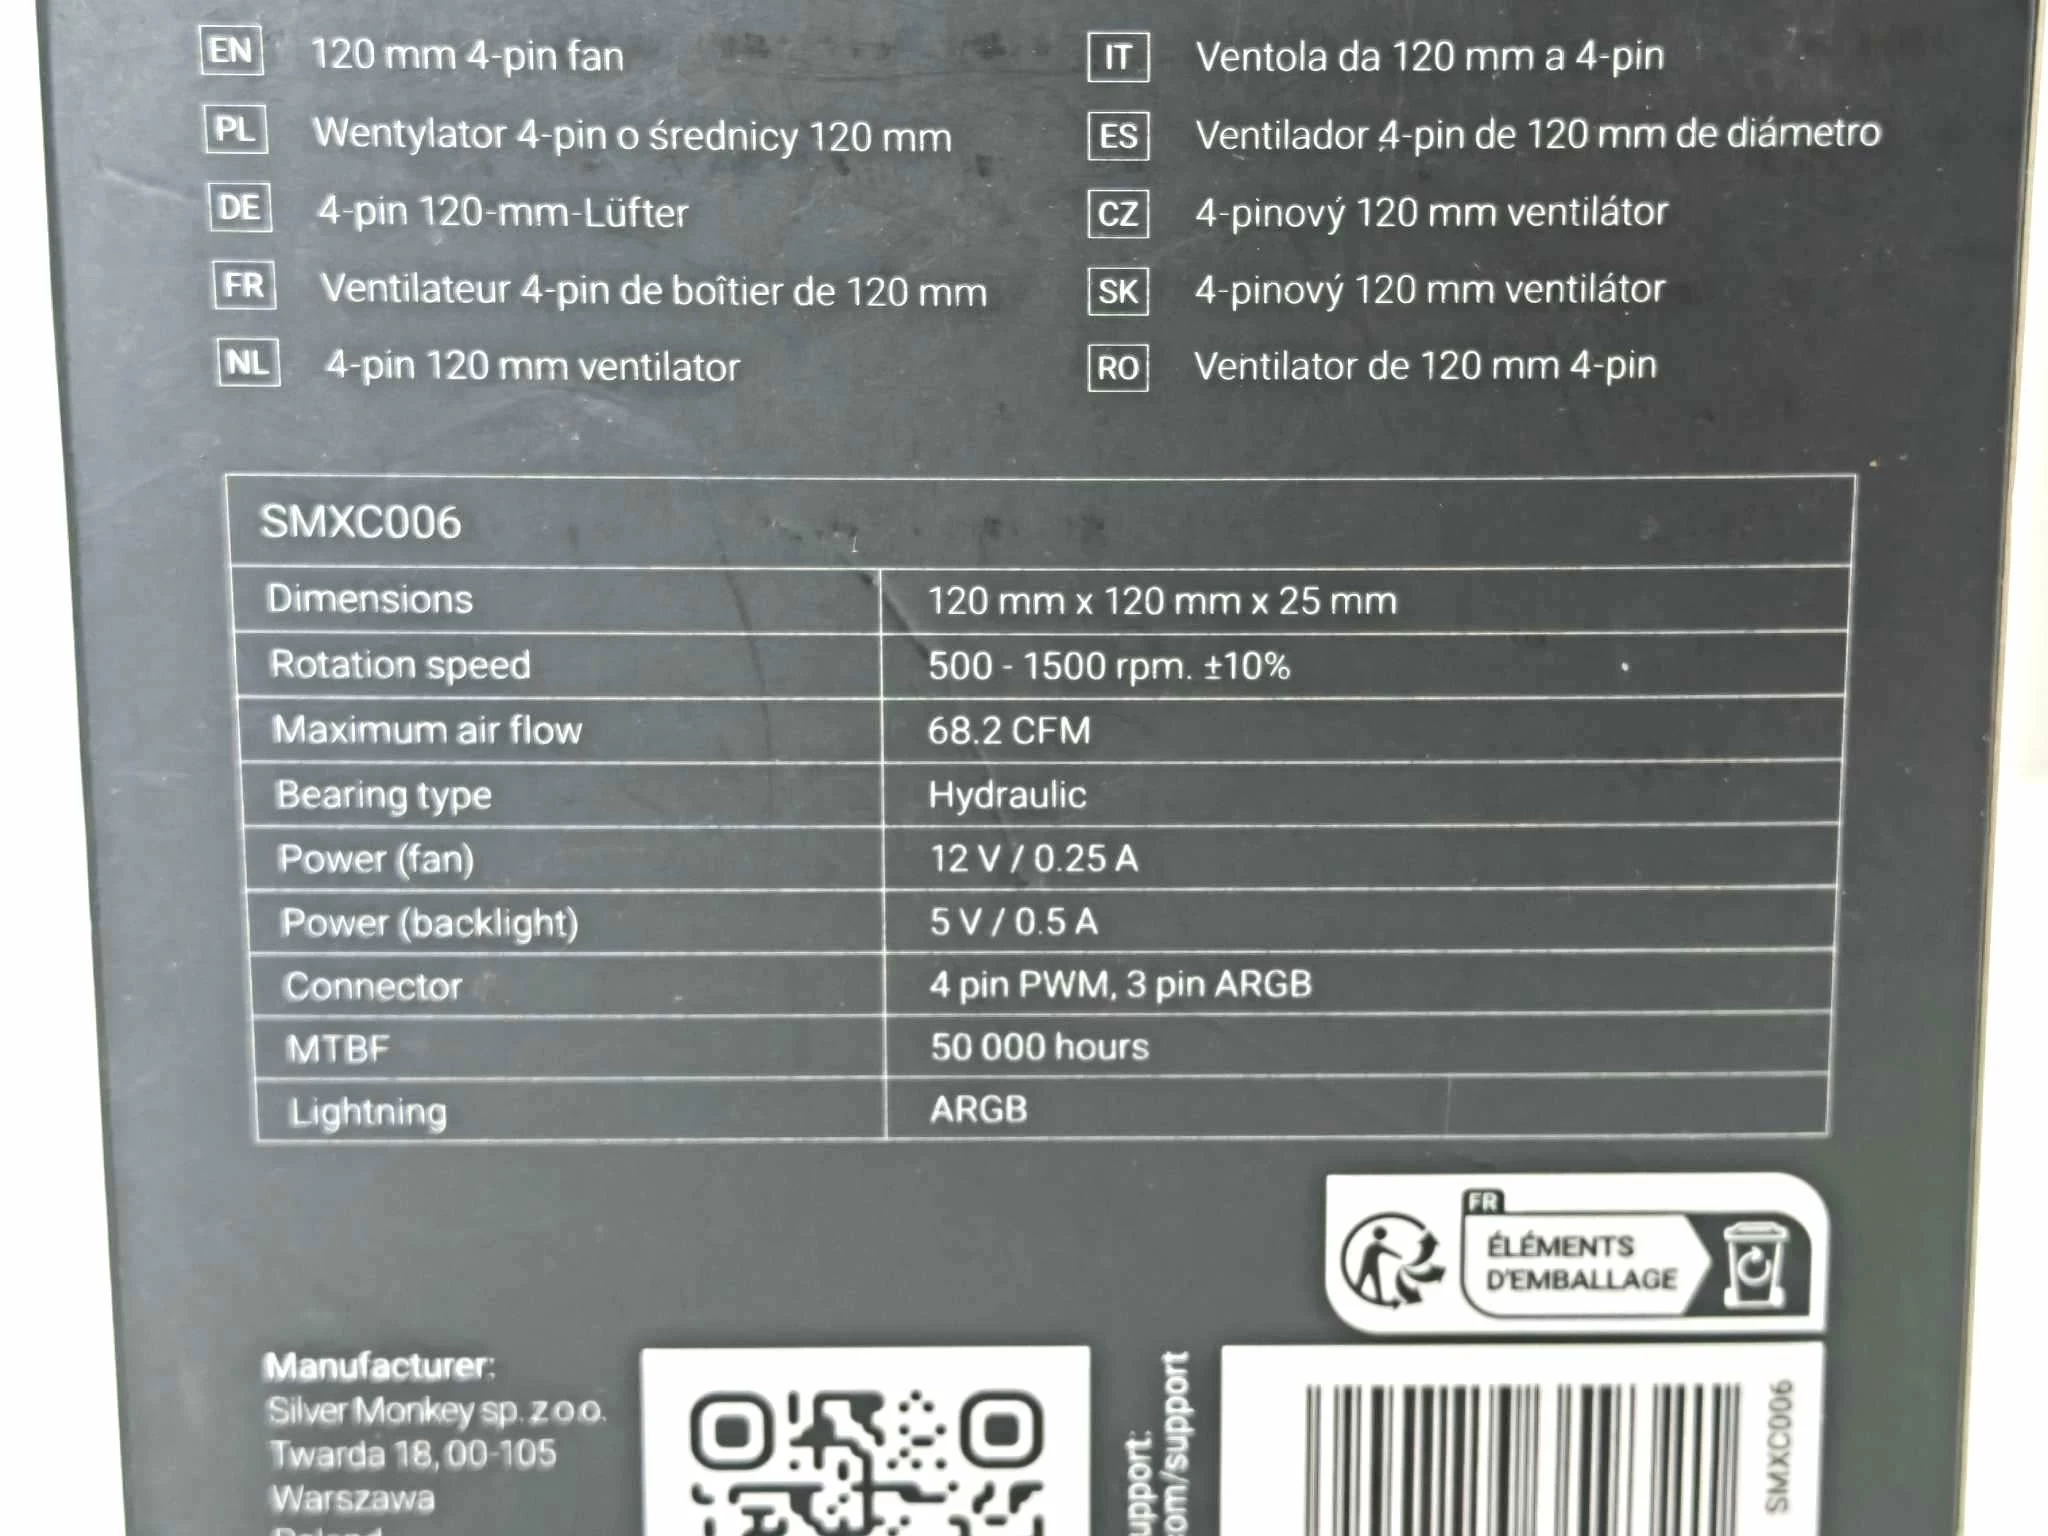 EN 120 mm 4-pin fan
PL Wentylator 4-pin o średnicy 120 mm
DE 4-pin 120-mm-Lüfter
FR Ventilateur 4-pin de boîtier de 120 mm
NL 4-pin 120 mm ventilator
IT Ventola da 120 mm a 4-pin
ES Ventilador 4-pin de 120 mm de diámetro
CZ 4-pinový 120 mm ventilátor
SK 4-pinový 120 mm ventilátor
RO Ventilator de 120 mm 4-pin
SMXC006
Dimensions 120 mm x 120 mm x 25 mm
Rotation speed 500 - 1500 rpm. ±10%
Maximum air flow 68.2 CFM
Bearing type Hydraulic
Power (fan) 12 V / 0.25 A
Power (backlight) 5 V / 0.5 A
Connector 4 pin PWM, 3 pin ARGB
MTBF 50 000 hours
Lightning ARGB
FR
ÉLÉMENTS
D'EMBALLAGE
Manufacturer:
Silver Monkey sp. z o.o.
Twarda 18, 00-105
Warszawa
Poland
com/support
SMXC006